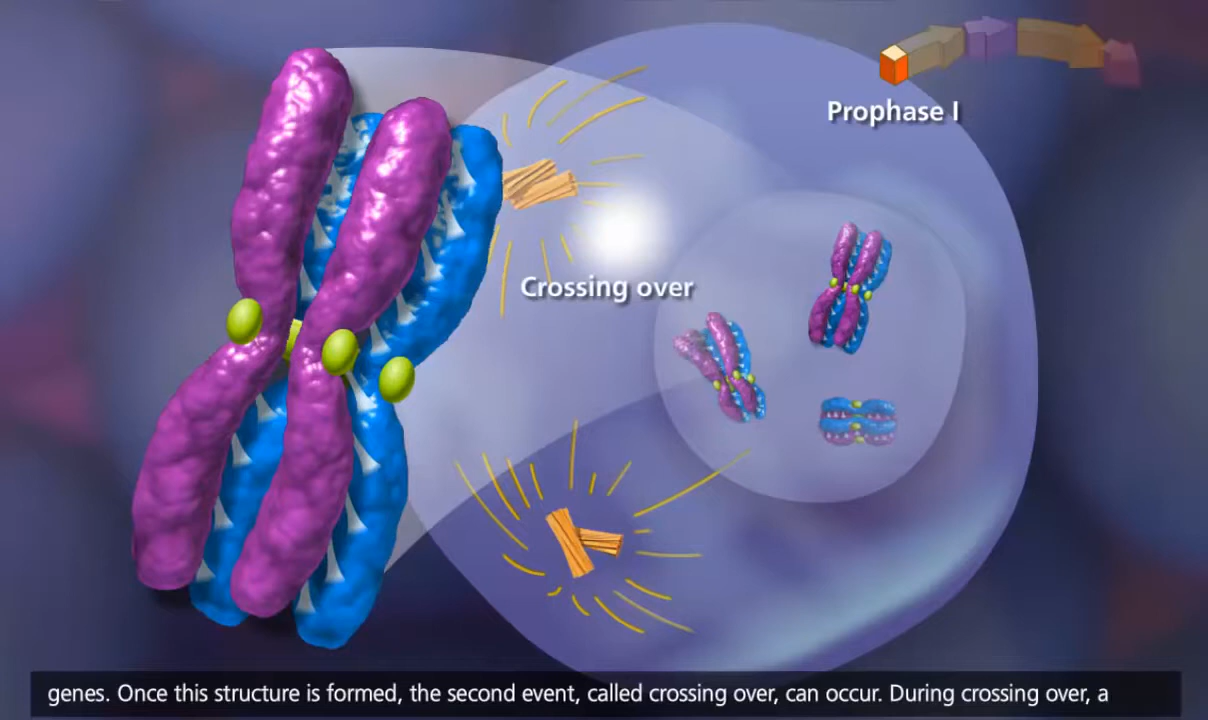 Prophase I
Crossing over
genes. Once this structure is formed, the second event, called crossing over, can occur. During crossing over, a